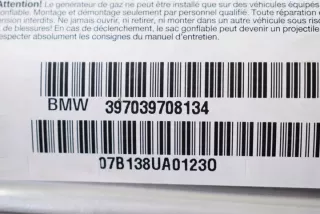 Attention! Le générateur de gaz ne peut être installé que sur des véhicules équipés
gonflable. Montage et démontage seulement par personnel qualifié. Toute réparation e
ension interdits. Ne jamais ouvrir, ni retirer, ni monter dans un autre véhicule sous risq
de blessures. En cas de déclenchement, le sac gonflable peut devenir un projectile
especter absolument les consignes du manuel d'entretien.
BMW 397039708134
07B138UA01230